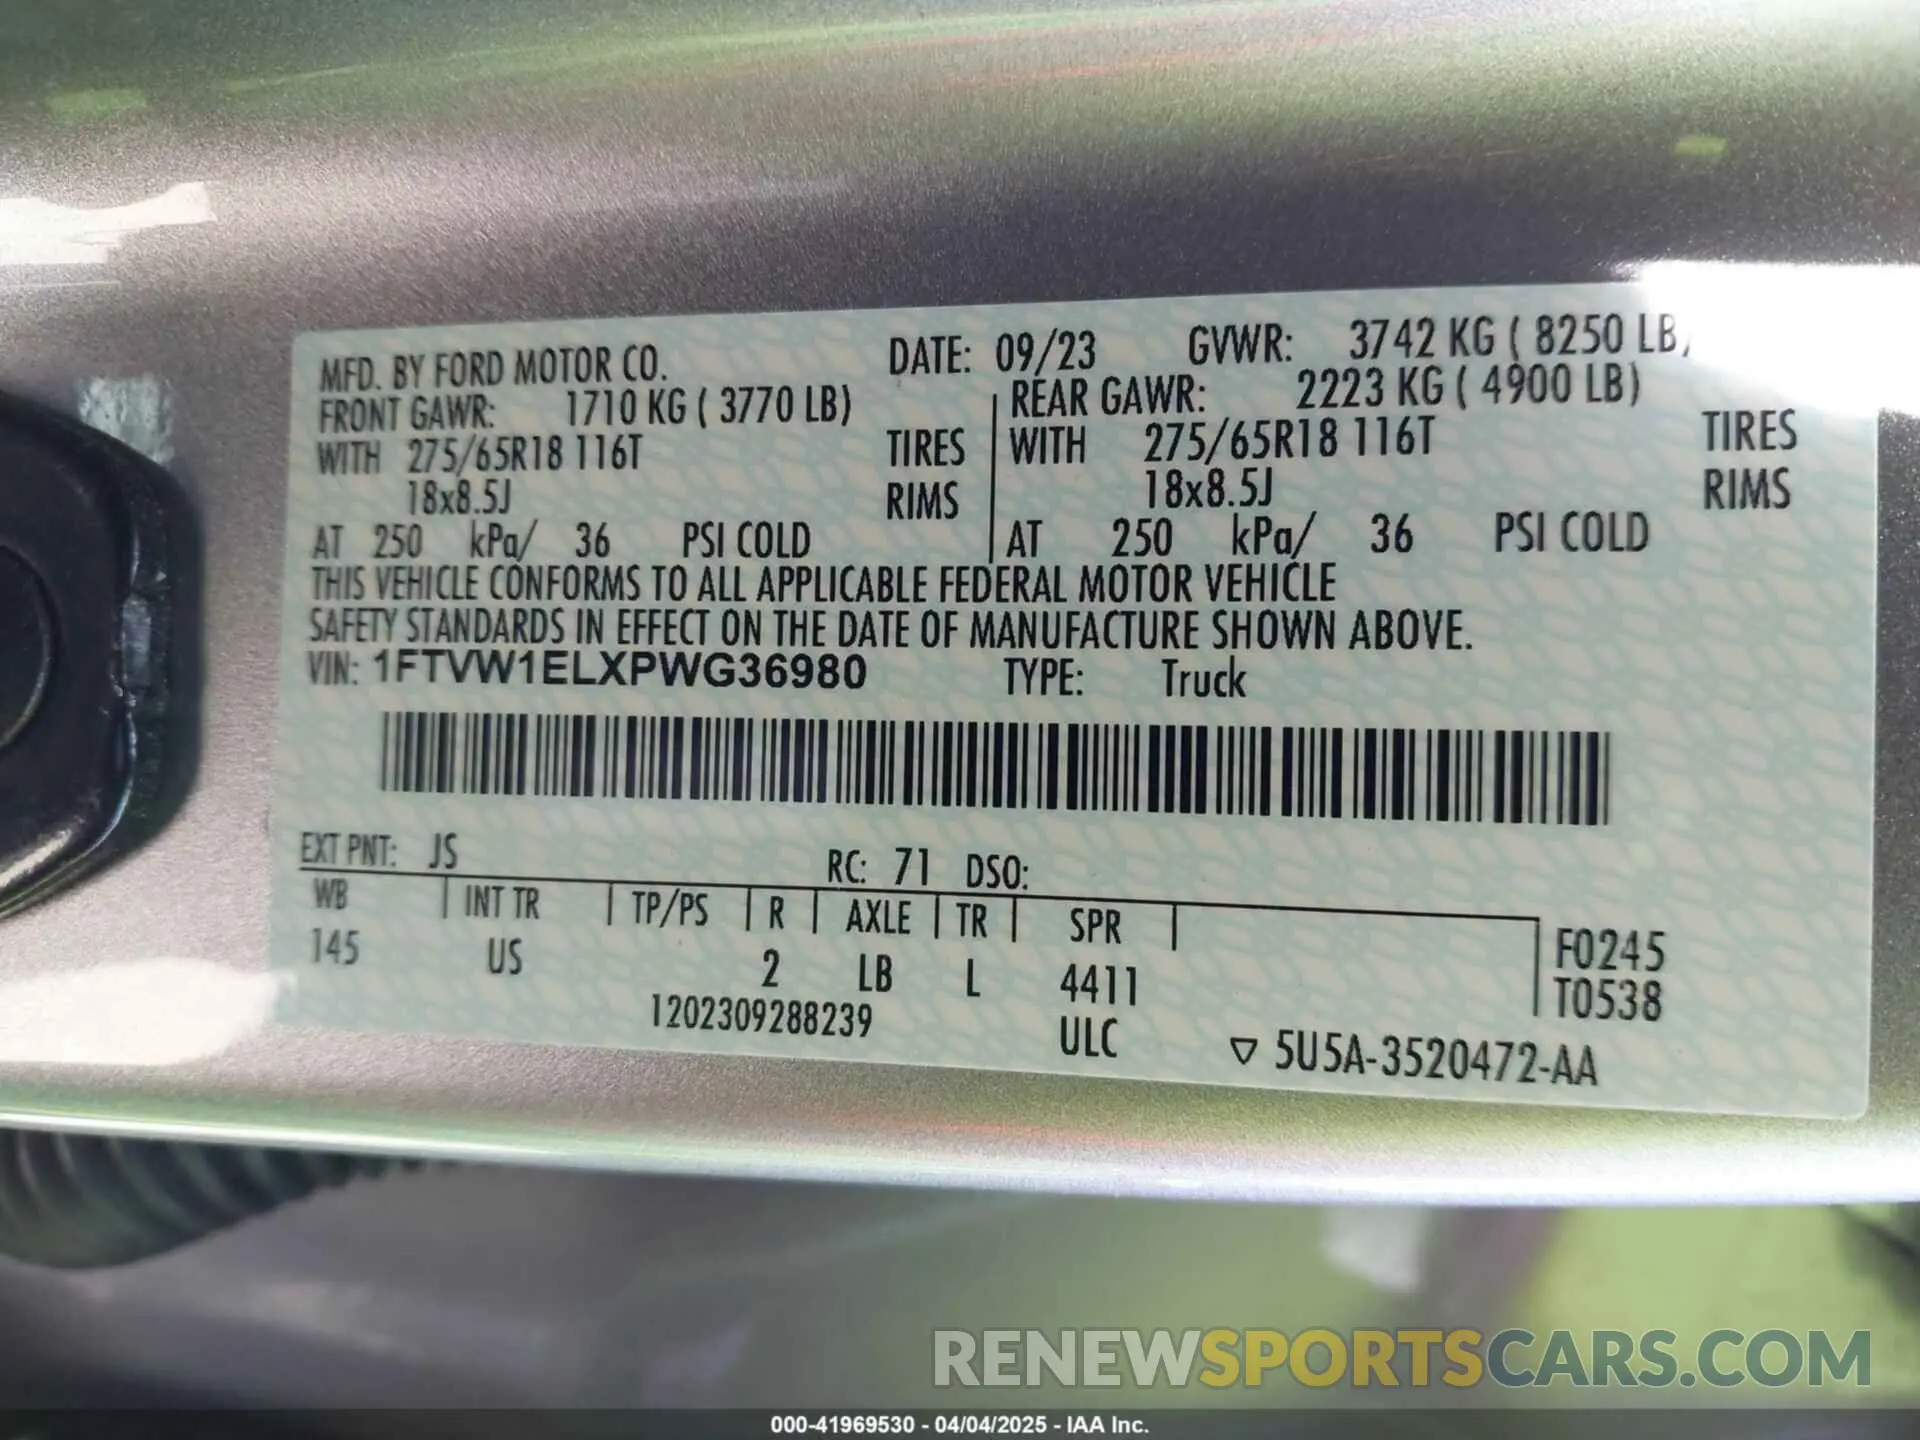 MFD. BY FORD MOTOR CO. DATE: 09/23 GVWR: 3742 KG ( 8250 LB)
FRONT GAWR: 1710 KG ( 3770 LB) REAR GAWR: 2223 KG ( 4900 LB)
WITH 275/65R18 116T TIRES WITH 275/65R18 116T TIRES
18x8.5J RIMS 18x8.5J RIMS
AT 250 kPa/ 36 PSI COLD AT 250 kPa/ 36 PSI COLD
THIS VEHICLE CONFORMS TO ALL APPLICABLE FEDERAL MOTOR VEHICLE
SAFETY STANDARDS IN EFFECT ON THE DATE OF MANUFACTURE SHOWN ABOVE.
VIN: 1FTVW1ELXPWG36980 TYPE: Truck
EXT PNT: JS RC: 71 DSO:
WB INT TR TP/PS R AXLE TR SPR F0245
145 US 2 LB L 4411 T0538
1202309288239 ULC ▽ 5U5A-3520472-AA
RENEWSPORTSCARS.COM
000-41969530 - 04/04/2025 - IAA Inc.